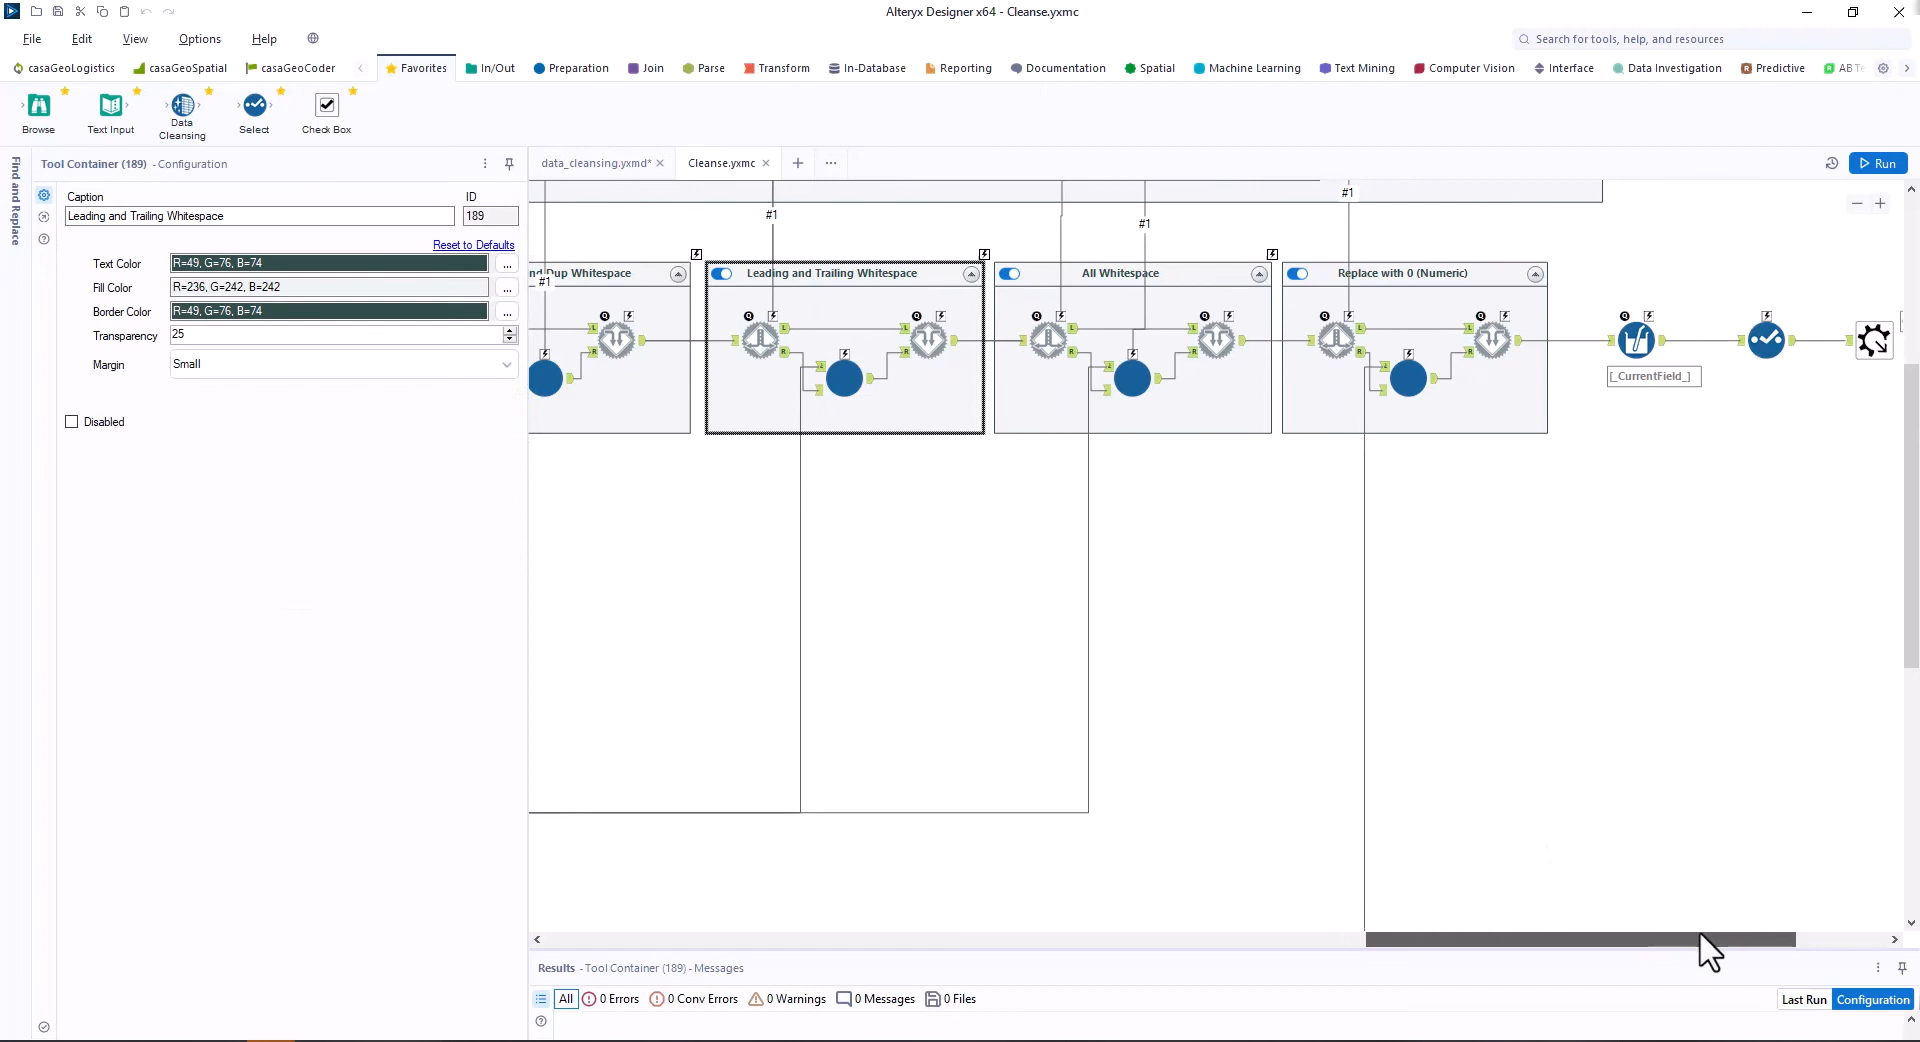 Alteryx Designer x64 - Cleanse.yxmc
File Edit View Options Help
Search for tools, help, and resources
casaGeoLogistics casaGeoSpatial casaGeoCoder Favorites In/Out Preparation Join Parse Transform In-Database Reporting Documentation Spatial Machine Learning Text Mining Computer Vision Interface Data Investigation Predictive AB Te
Browse Text Input Data Cleansing Select Check Box
Find and Replace
Tool Container (189) - Configuration
data_cleansing.yxmd* Cleanse.yxmc ...
Run
Caption ID
Leading and Trailing Whitespace 189
Reset to Defaults
Text Color R=49, G=76, B=74 ...
Fill Color R=236, G=242, B=242 ...
Border Color R=49, G=76, B=74 ...
Transparency 25
Margin Small
Disabled
#1 #1 #1
#1
nd Dup Whitespace Leading and Trailing Whitespace All Whitespace Replace with 0 (Numeric)
Q Q Q Q Q Q Q Q
L L L L L L L
R R R R R R R
[_CurrentField_]
Results - Tool Container (189) - Messages
All 0 Errors 0 Conv Errors 0 Warnings 0 Messages 0 Files
Last Run Configuration